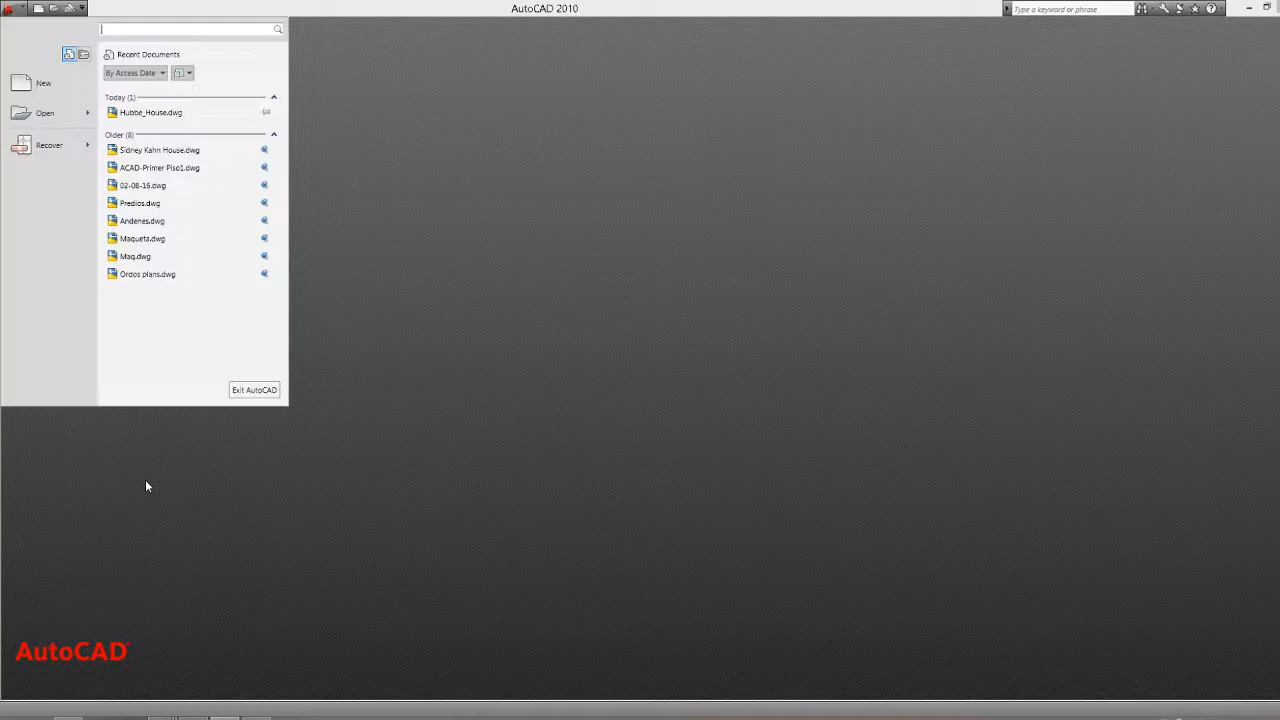 AutoCAD 2010
Type a keyword or phrase
Recent Documents
By Access Date
New
Open
Recover
Today (1)
Hubbe_House.dwg
Older (8)
Sidney Kahn House.dwg
ACAD-Primer Piso1.dwg
02-08-16.dwg
Predios.dwg
Andenes.dwg
Maqueta.dwg
Maq.dwg
Ordos plans.dwg
Exit AutoCAD
AutoCAD